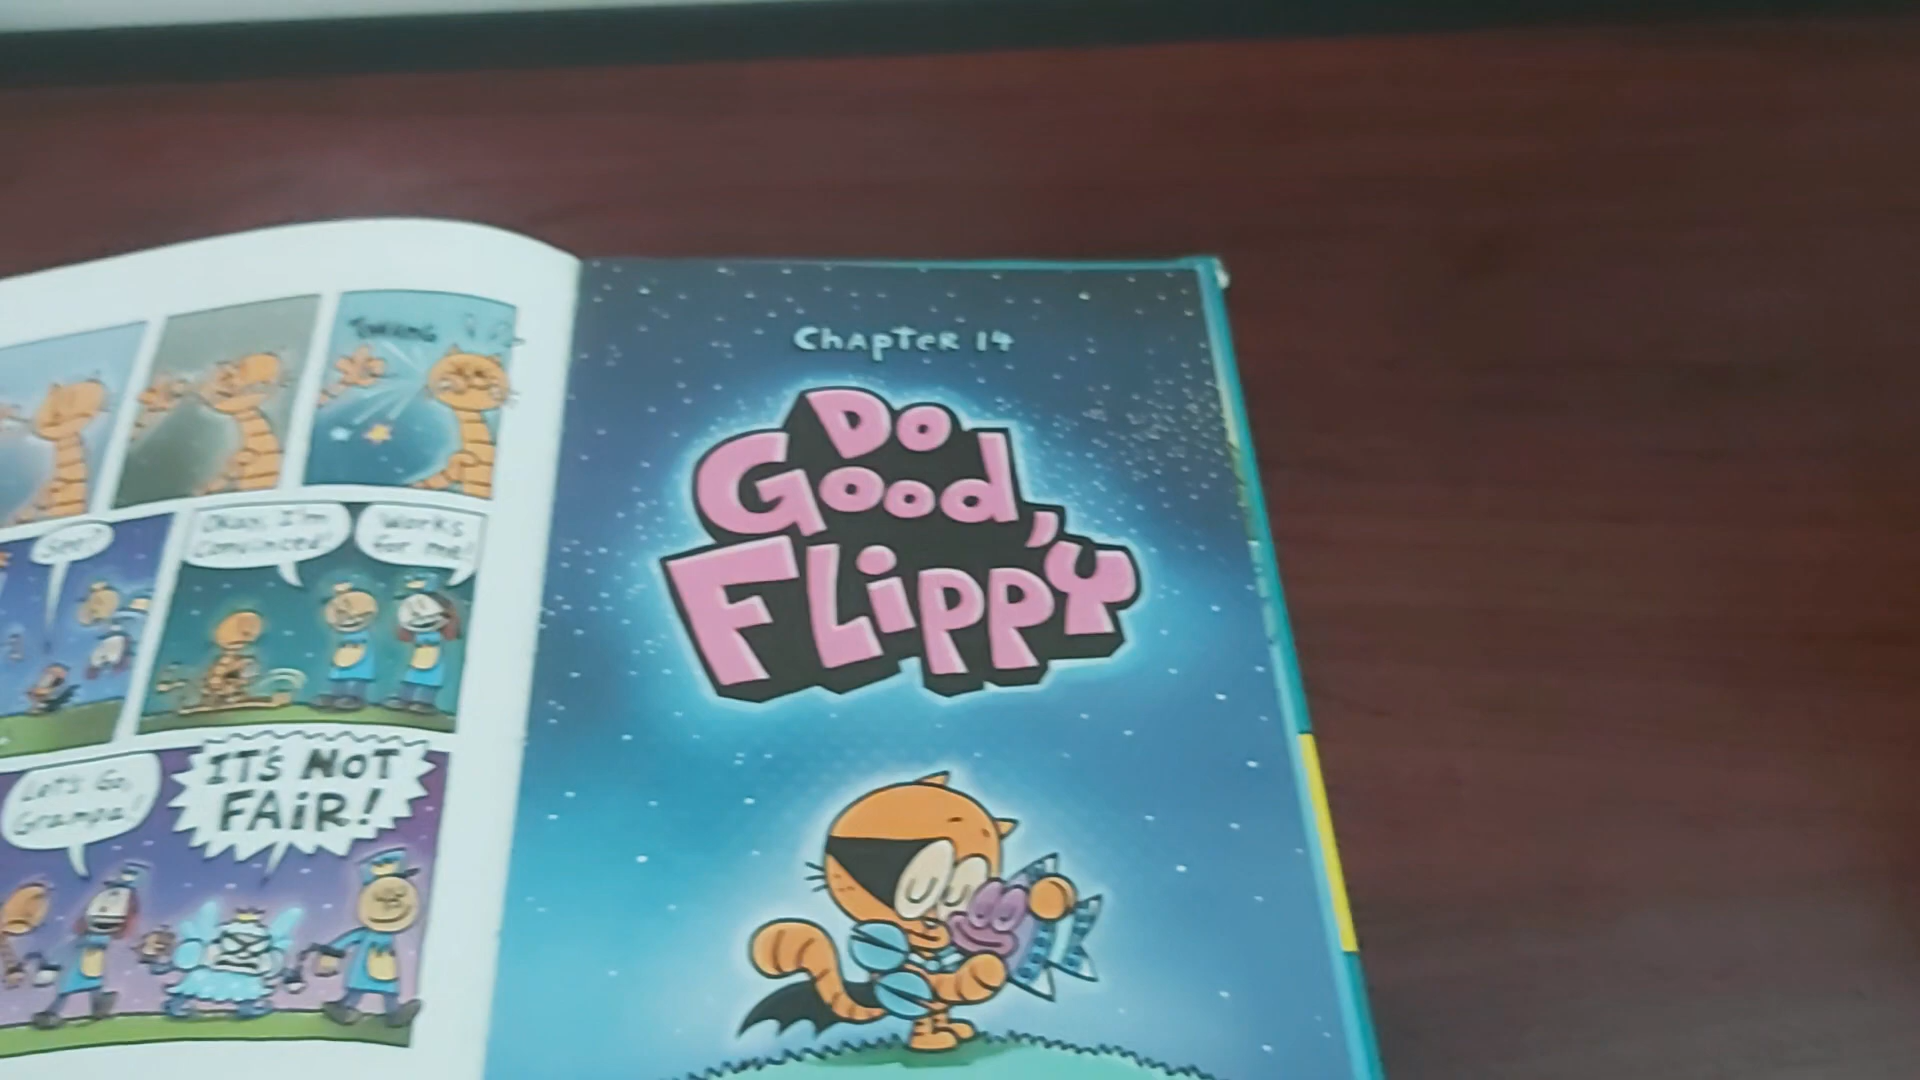 TWANG
See?
Okay, I'm
Convinced!
Works
for me!
Let's Go,
Grampa!
IT'S NOT
FAiR!
Chapter 14
Do
Good,
FLippy